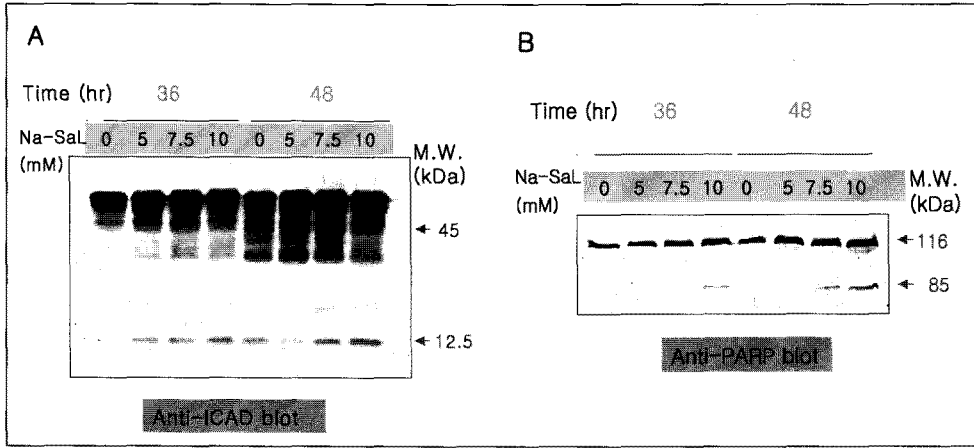 A
Time (hr) 36 48
Na-SaL 0 5 7.5 10 0 5 7.5 10
(mM)
M.W.
(kDa)
45
12.5
Anti-ICAD blot
B
Time (hr) 36 48
Na-SaL 0 5 7.5 10 0 5 7.5 10
(mM)
M.W.
(kDa)
116
85
Anti-PARP blot